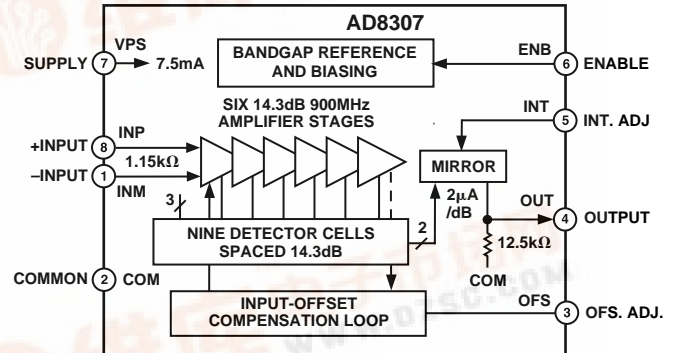 AD8307
VPS
SUPPLY 7 7.5mA
BANDGAP REFERENCE
AND BIASING
ENB
6 ENABLE
SIX 14.3dB 900MHz
AMPLIFIER STAGES
INT
5 INT. ADJ
+INPUT 8 INP
1.15kΩ
–INPUT 1 INM
MIRROR
3
2μA
/dB
OUT
4 OUTPUT
NINE DETECTOR CELLS
SPACED 14.3dB
2
12.5kΩ
COM
COMMON 2 COM
INPUT-OFFSET
COMPENSATION LOOP
OFS
3 OFS. ADJ.
WWW.DZSC.COM